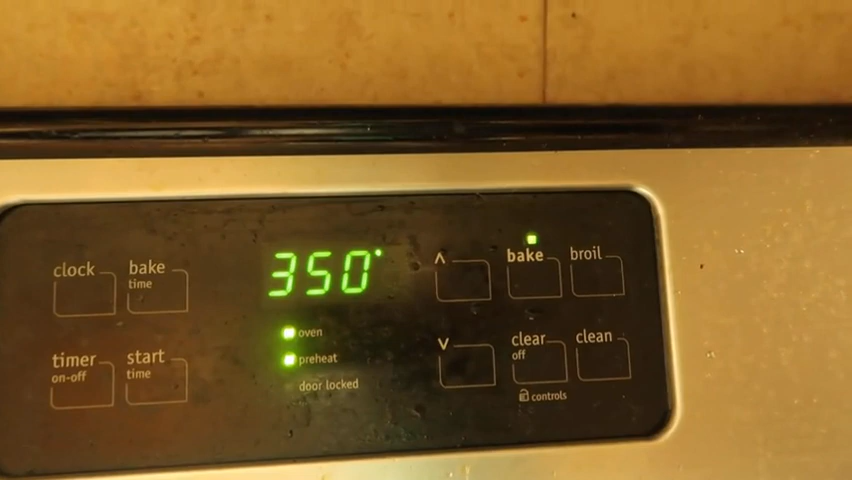 clock
bake
time
350°
^
bake
broil
oven
preheat
door locked
timer
on-off
start
time
v
clear
off
clean
controls